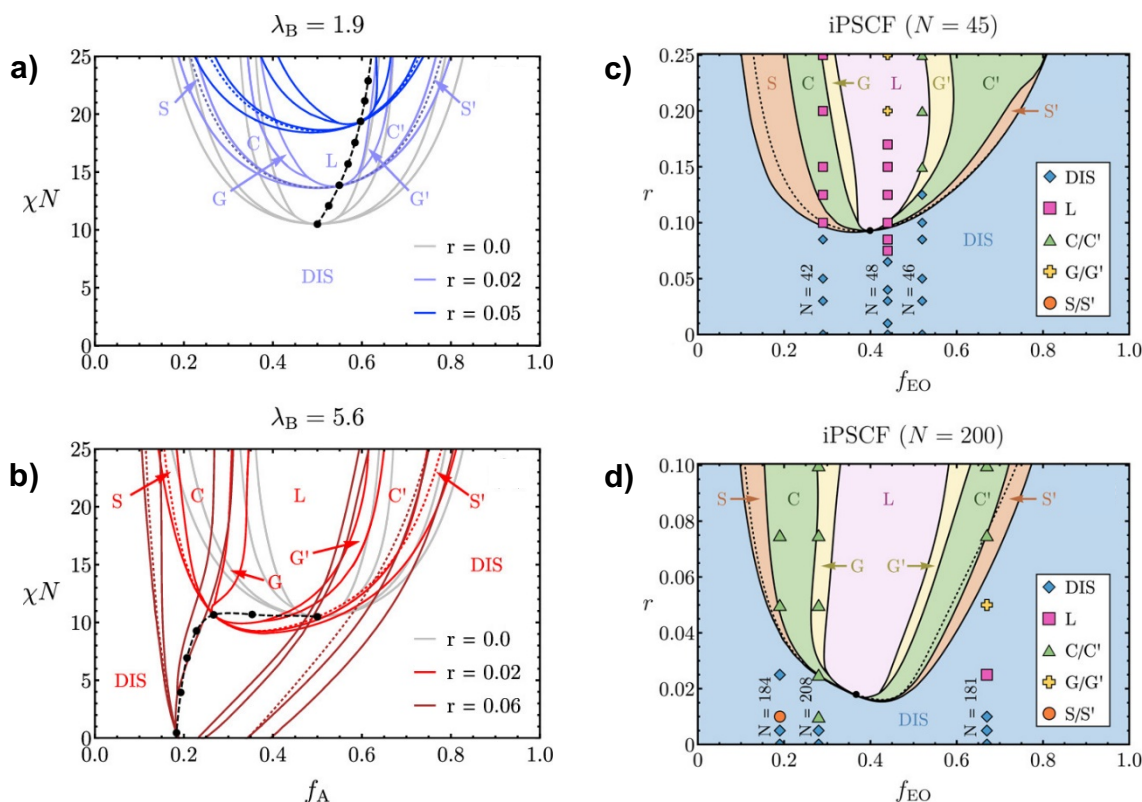 a)
λB = 1.9
25
20
15
10
5
0
χN
S
C
G
L
C'
G'
S'
DIS
r = 0.0
r = 0.02
r = 0.05
0.0 0.2 0.4 0.6 0.8 1.0
b)
λB = 5.6
25
20
15
10
5
0
χN
S
C
L
C'
S'
G'
G
DIS
DIS
r = 0.0
r = 0.02
r = 0.06
0.0 0.2 0.4 0.6 0.8 1.0
fA
c)
iPSCF (N = 45)
0.25
0.20
0.15
0.10
0.05
0
r
S
C
G
L
G'
C'
S'
DIS
N = 42
N = 48
N = 46
DIS
L
C/C'
G/G'
S/S'
0 0.2 0.4 0.6 0.8 1.0
fEO
d)
iPSCF (N = 200)
0.10
0.08
0.06
0.04
0.02
0
r
S
C
L
C'
S'
G
G'
DIS
N = 184
N = 208
N = 181
DIS
L
C/C'
G/G'
S/S'
0 0.2 0.4 0.6 0.8 1.0
fEO